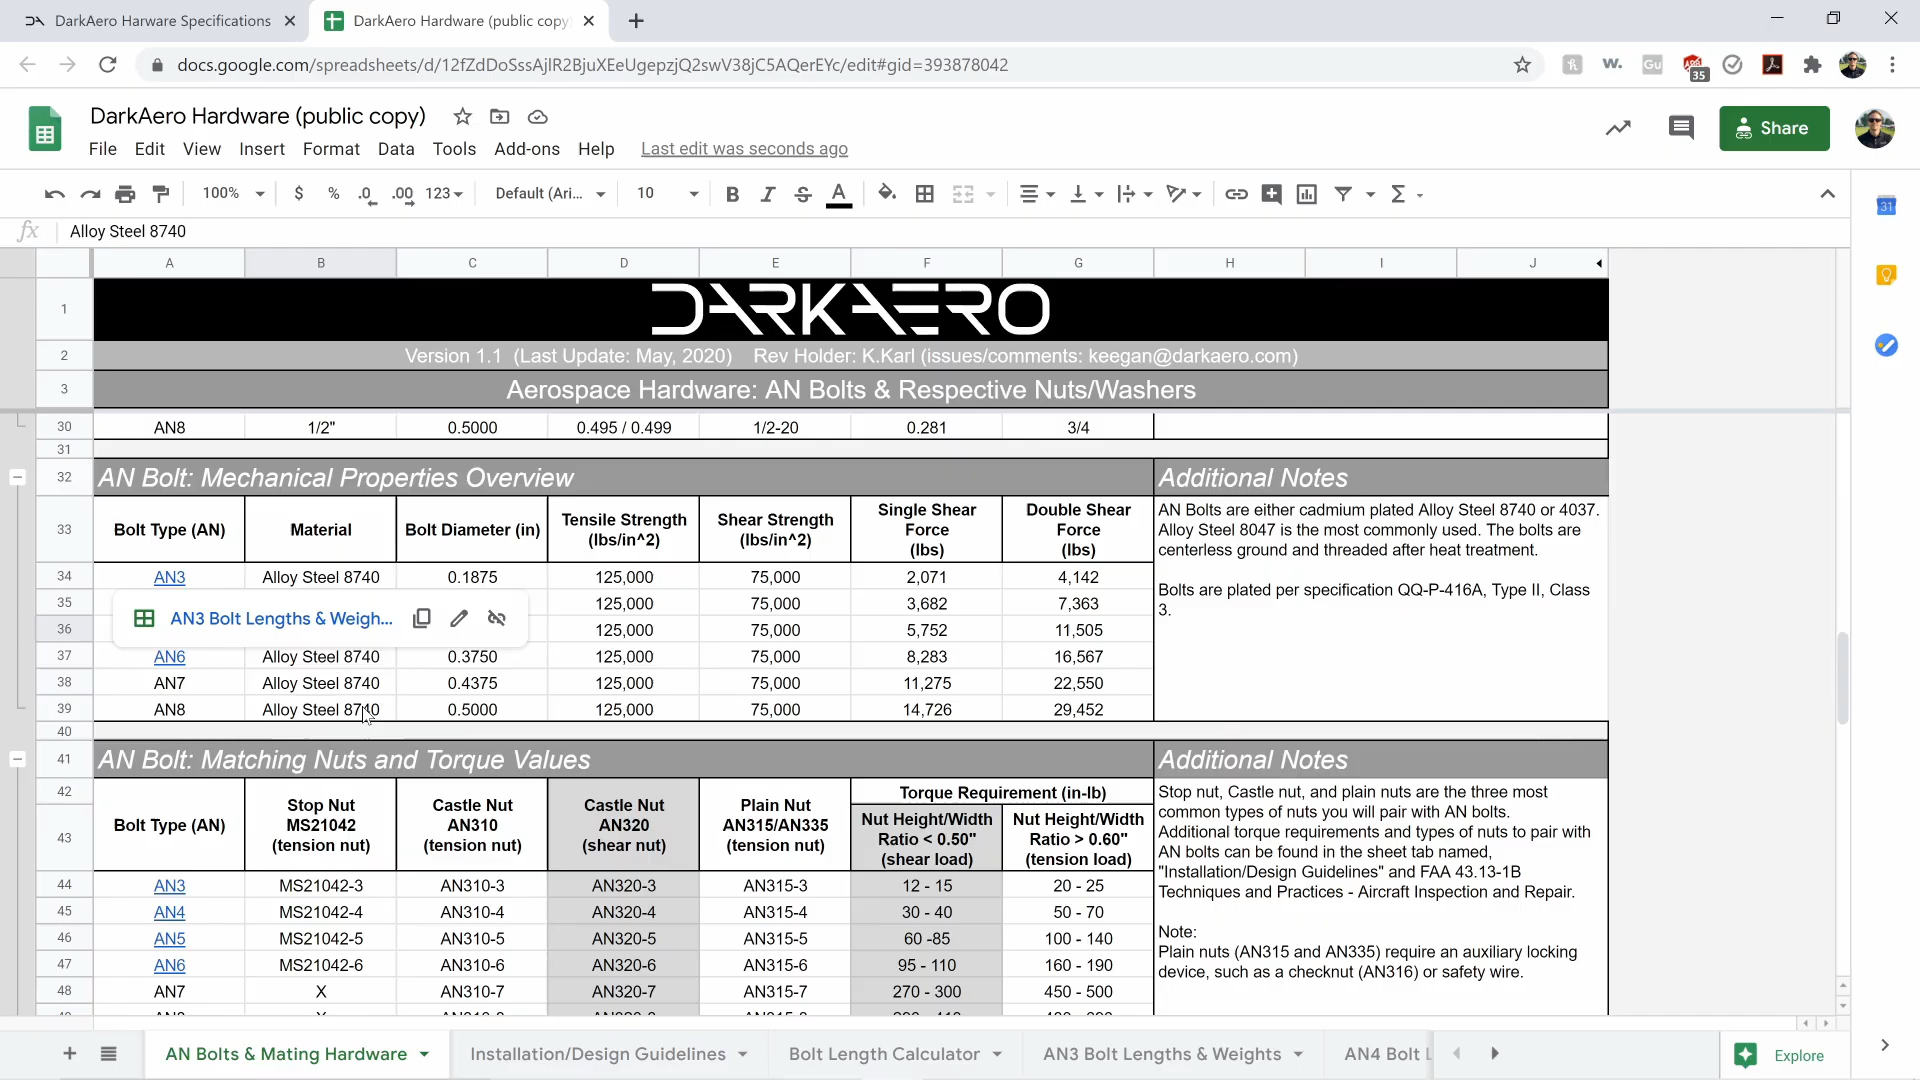 DarkAero Harware Specifications
DarkAero Hardware (public copy)
docs.google.com/spreadsheets/d/12fZdDoSssAjlR2BjuXEeUgepzjQ2swV38jC5AQerEYc/edit#gid=393878042
W.
Gu
35
DarkAero Hardware (public copy)
File Edit View Insert Format Data Tools Add-ons Help Last edit was seconds ago
Share
100% $ % .0 .00 123 Default (Ari... 10 B I S A Σ
31
fx Alloy Steel 8740
A B C D E F G H I J
1 DARKAERO
2 Version 1.1 (Last Update: May, 2020) Rev Holder: K.Karl (issues/comments: keegan@darkaero.com)
3 Aerospace Hardware: AN Bolts & Respective Nuts/Washers
30 AN8 1/2" 0.5000 0.495 / 0.499 1/2-20 0.281 3/4
31
32 AN Bolt: Mechanical Properties Overview Additional Notes
33 Bolt Type (AN) Material Bolt Diameter (in) Tensile Strength (lbs/in^2) Shear Strength (lbs/in^2) Single Shear Force (lbs) Double Shear Force (lbs)
AN Bolts are either cadmium plated Alloy Steel 8740 or 4037.
Alloy Steel 8047 is the most commonly used. The bolts are
centerless ground and threaded after heat treatment.
Bolts are plated per specification QQ-P-416A, Type II, Class
3.
34 AN3 Alloy Steel 8740 0.1875 125,000 75,000 2,071 4,142
35 125,000 75,000 3,682 7,363
AN3 Bolt Lengths & Weigh...
36 125,000 75,000 5,752 11,505
37 AN6 Alloy Steel 8740 0.3750 125,000 75,000 8,283 16,567
38 AN7 Alloy Steel 8740 0.4375 125,000 75,000 11,275 22,550
39 AN8 Alloy Steel 8740 0.5000 125,000 75,000 14,726 29,452
40
41 AN Bolt: Matching Nuts and Torque Values Additional Notes
42 Torque Requirement (in-lb)
43 Bolt Type (AN) Stop Nut MS21042 (tension nut) Castle Nut AN310 (tension nut) Castle Nut AN320 (shear nut) Plain Nut AN315/AN335 (tension nut) Nut Height/Width Ratio < 0.50" (shear load) Nut Height/Width Ratio > 0.60" (tension load)
Stop nut, Castle nut, and plain nuts are the three most
common types of nuts you will pair with AN bolts.
Additional torque requirements and types of nuts to pair with
AN bolts can be found in the sheet tab named,
"Installation/Design Guidelines" and FAA 43.13-1B
Techniques and Practices - Aircraft Inspection and Repair.
Note:
Plain nuts (AN315 and AN335) require an auxiliary locking
device, such as a checknut (AN316) or safety wire.
44 AN3 MS21042-3 AN310-3 AN320-3 AN315-3 12 - 15 20 - 25
45 AN4 MS21042-4 AN310-4 AN320-4 AN315-4 30 - 40 50 - 70
46 AN5 MS21042-5 AN310-5 AN320-5 AN315-5 60 -85 100 - 140
47 AN6 MS21042-6 AN310-6 AN320-6 AN315-6 95 - 110 160 - 190
48 AN7 X AN310-7 AN320-7 AN315-7 270 - 300 450 - 500
AN Bolts & Mating Hardware Installation/Design Guidelines Bolt Length Calculator AN3 Bolt Lengths & Weights AN4 Bolt L
Explore